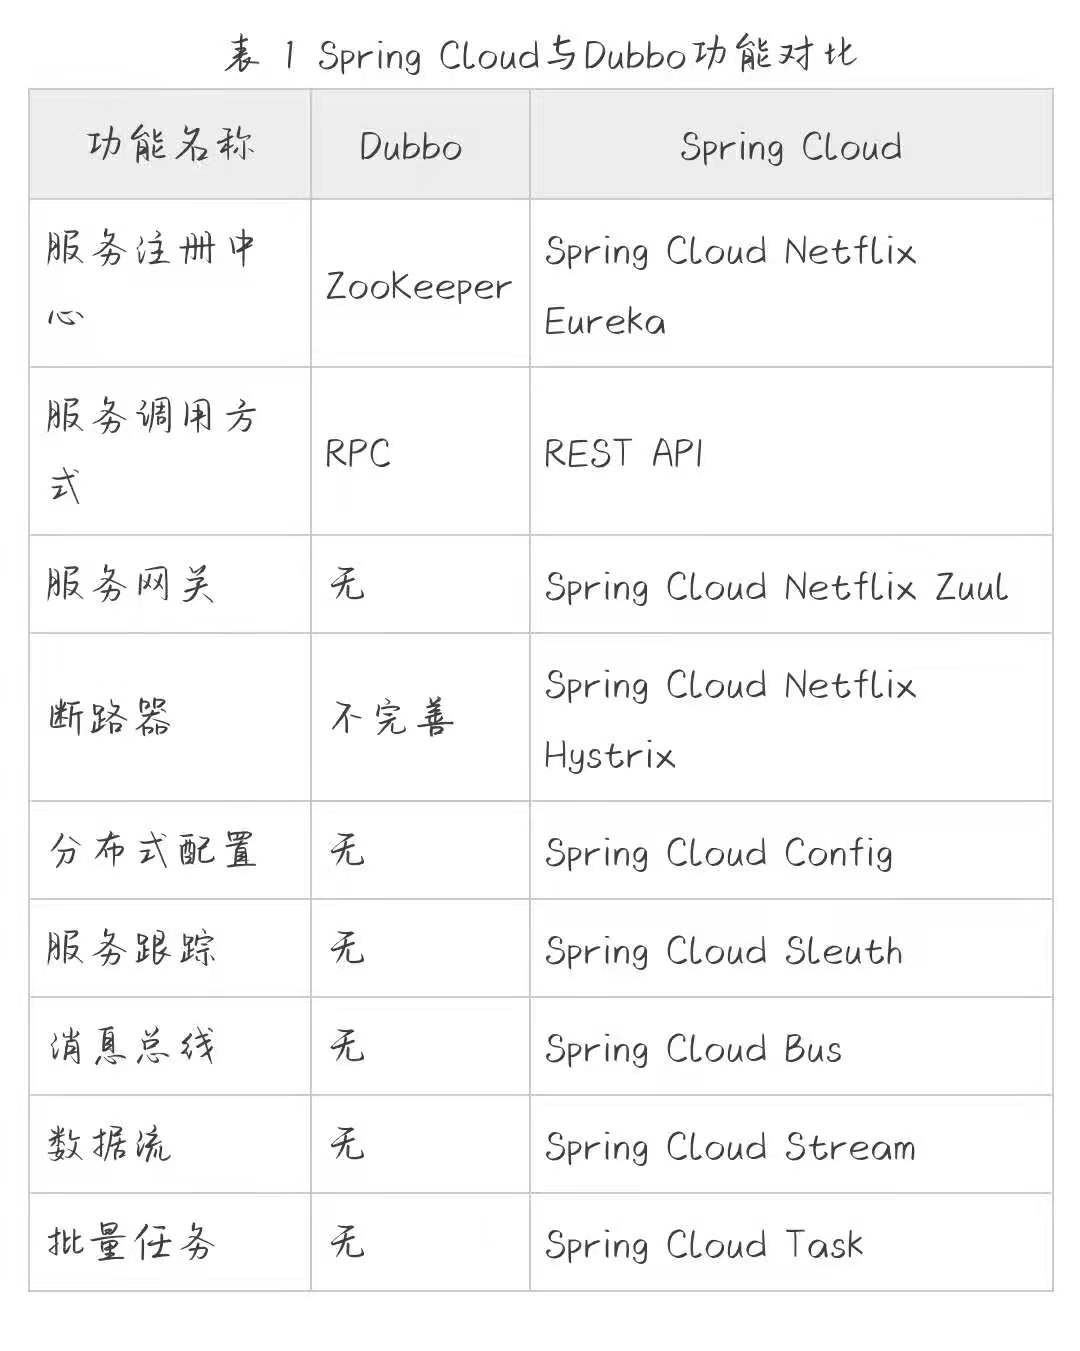 表 1 Spring Cloud与Dubbo功能对比
功能名称
Dubbo
Spring Cloud
服务注册中
心
ZooKeeper
Spring Cloud Netflix
Eureka
服务调用方
式
RPC
REST API
服务网关
无
Spring Cloud Netflix Zuul
断路器
不完善
Spring Cloud Netflix
Hystrix
分布式配置
无
Spring Cloud Config
服务跟踪
无
Spring Cloud Sleuth
消息总线
无
Spring Cloud Bus
数据流
无
Spring Cloud Stream
批量任务
无
Spring Cloud Task